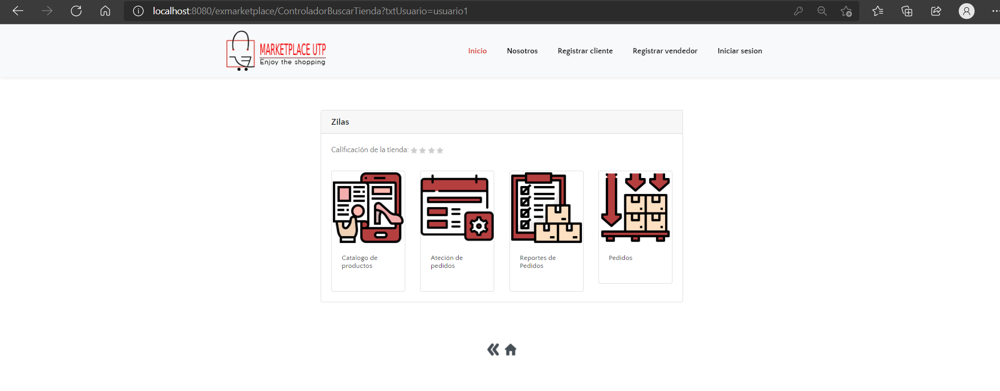 localhost:8080/exmarketplace/ControladorBuscarTienda?txtUsuario=usuario1
MARKETPLACE UTP
Enjoy the shopping
Inicio Nosotros Registrar cliente Registrar vendedor Iniciar sesion
Zilas
Calificación de la tienda:
Catalogo de
productos
Ateción de
pedidos
Reportes de
Pedidos
Pedidos